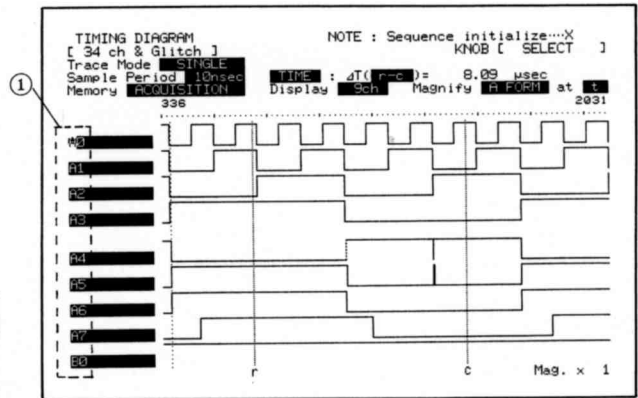 TIMING DIAGRAM NOTE : Sequence initialize····X
[ 34 ch & Glitch ] KNOB [ SELECT ]
Trace Mode SINGLE
Sample Period 10nsec TIME : ΔT( r-c )= 8.09 μsec
Memory ACQUISITION Display 9ch Magnify A FORM at t
① 336 2031
A0
A1
A2
A3
A4
A5
A6
A7
B0
r c Mag. × 1